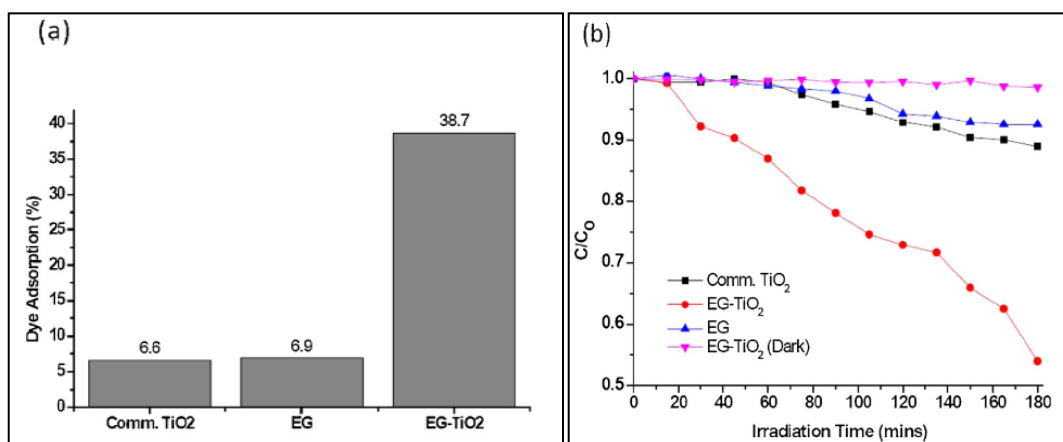 (a)
Dye Adsorption (%)
40
35
30
25
20
15
10
5
0
6.6
6.9
38.7
Comm. TiO2
EG
EG-TiO2
(b)
C/C₀
1.0
0.9
0.8
0.7
0.6
0.5
Comm. TiO₂
EG-TiO₂
EG
EG-TiO₂ (Dark)
0 20 40 60 80 100 120 140 160 180
Irradiation Time (mins)